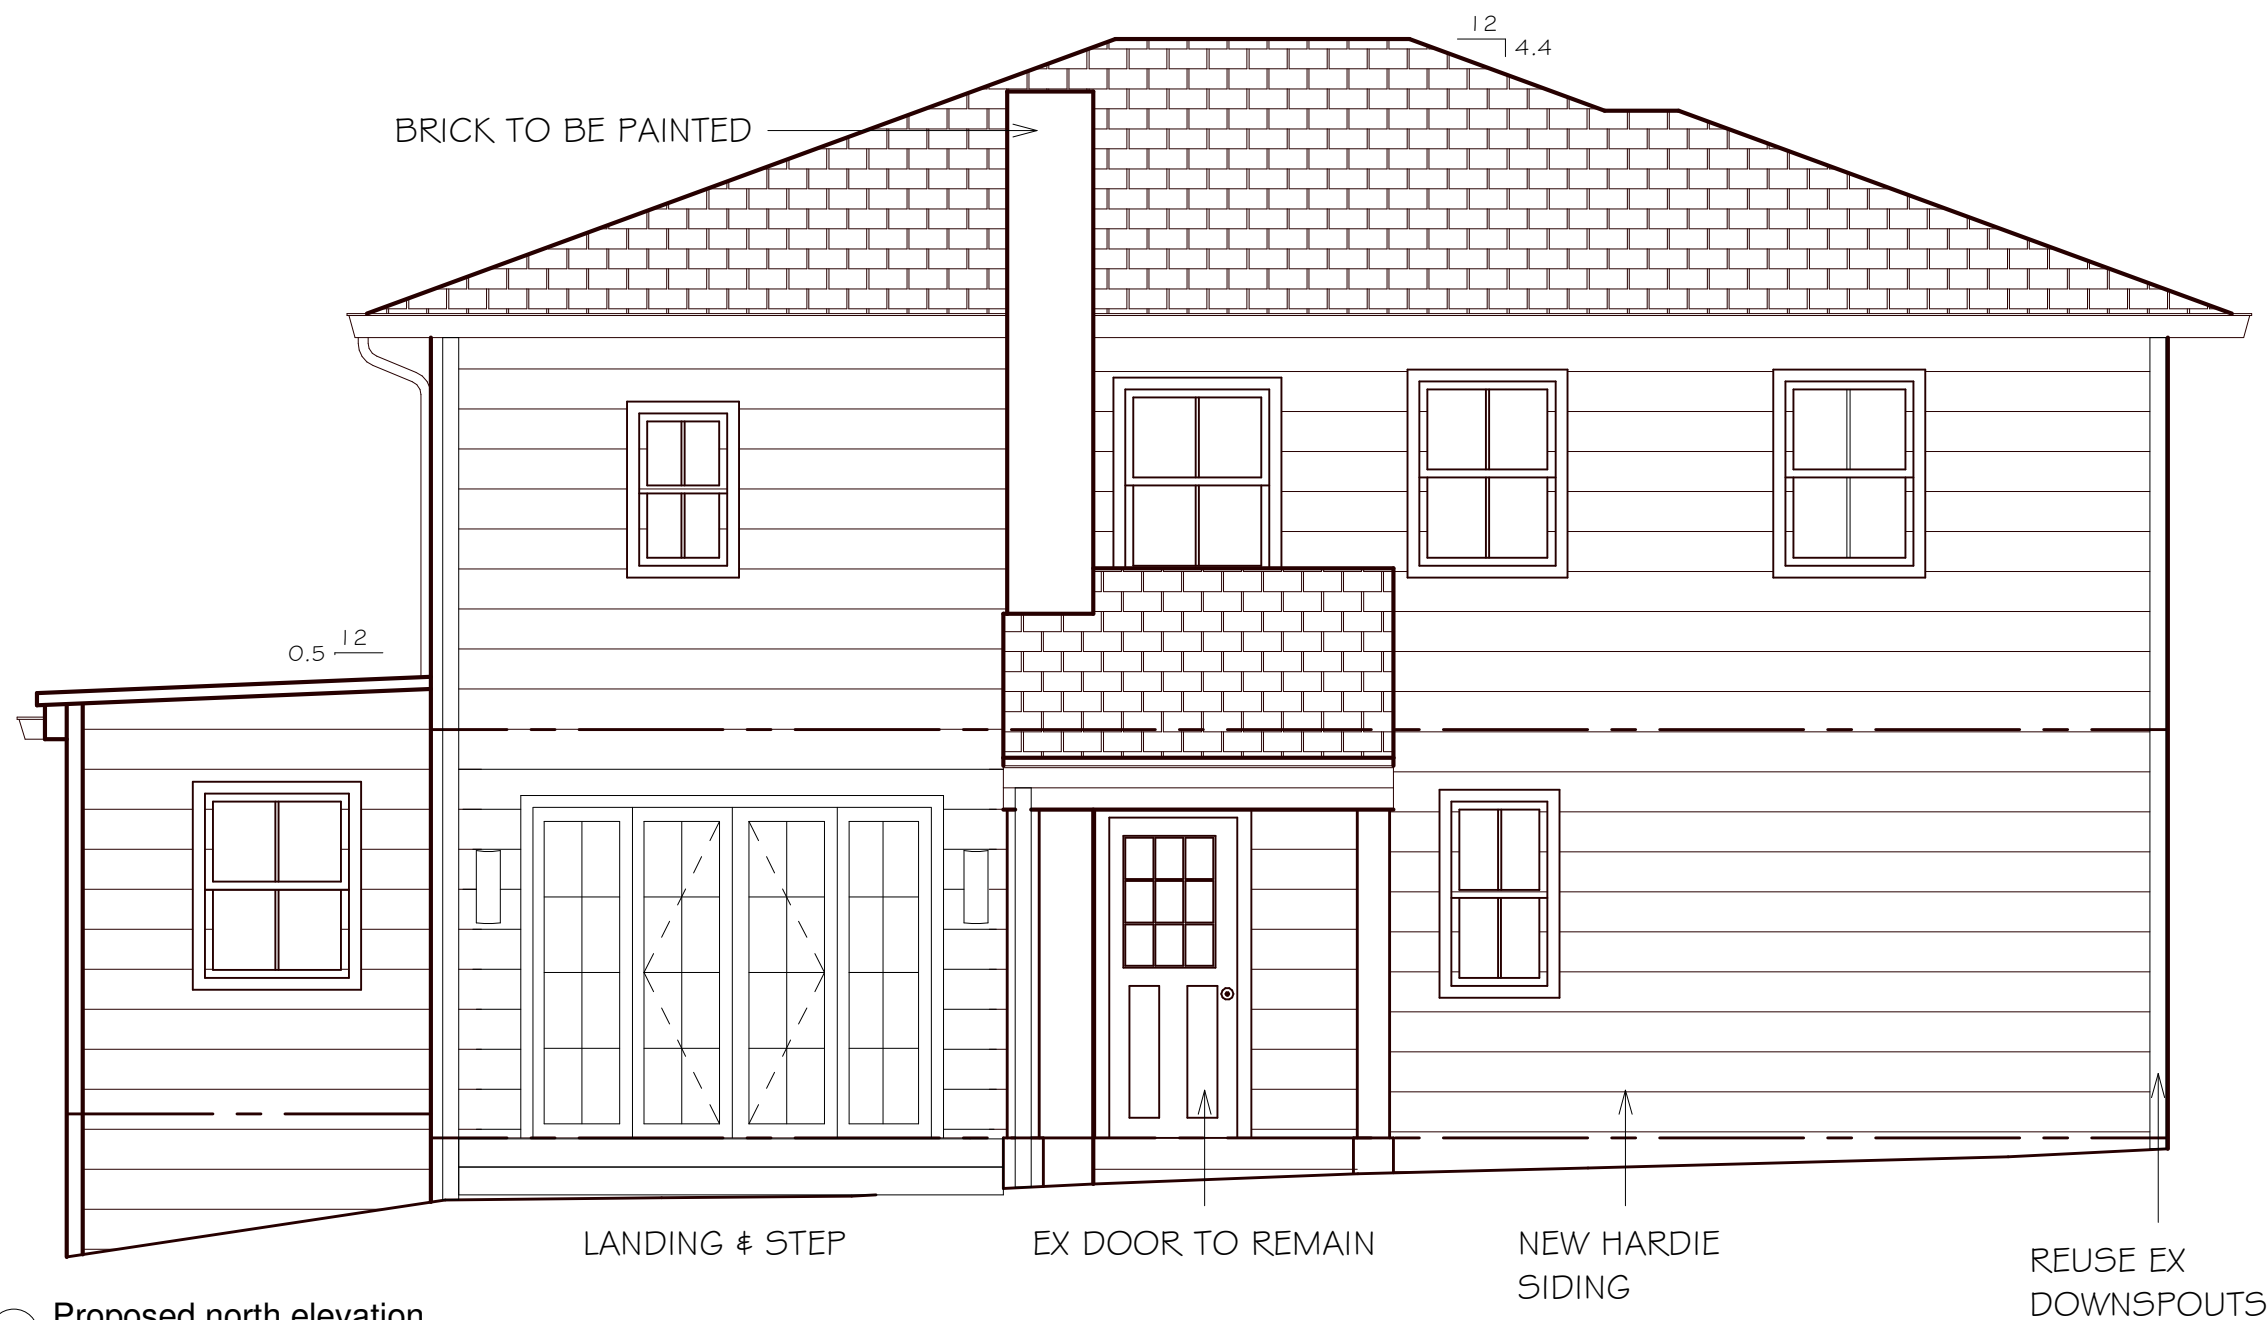 12
4.4
BRICK TO BE PAINTED
12
0.5
LANDING & STEP
EX DOOR TO REMAIN
NEW HARDIE
SIDING
REUSE EX
DOWNSPOUTS
Proposed north elevation